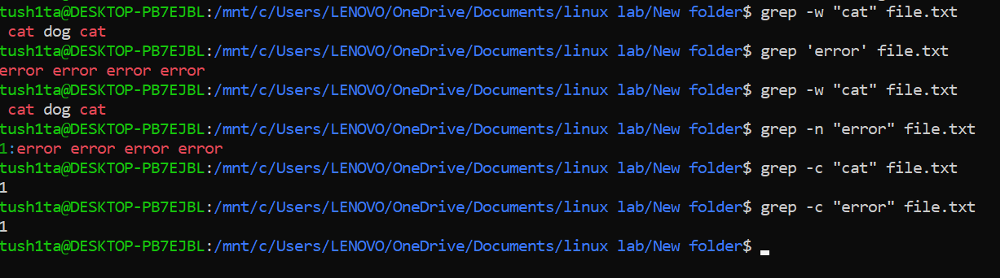 tush1ta@DESKTOP-PB7EJBL:/mnt/c/Users/LENOVO/OneDrive/Documents/linux lab/New folder$ grep -w "cat" file.txt
 cat dog cat
tush1ta@DESKTOP-PB7EJBL:/mnt/c/Users/LENOVO/OneDrive/Documents/linux lab/New folder$ grep 'error' file.txt
error error error error
tush1ta@DESKTOP-PB7EJBL:/mnt/c/Users/LENOVO/OneDrive/Documents/linux lab/New folder$ grep -w "cat" file.txt
 cat dog cat
tush1ta@DESKTOP-PB7EJBL:/mnt/c/Users/LENOVO/OneDrive/Documents/linux lab/New folder$ grep -n "error" file.txt
1:error error error error
tush1ta@DESKTOP-PB7EJBL:/mnt/c/Users/LENOVO/OneDrive/Documents/linux lab/New folder$ grep -c "cat" file.txt
1
tush1ta@DESKTOP-PB7EJBL:/mnt/c/Users/LENOVO/OneDrive/Documents/linux lab/New folder$ grep -c "error" file.txt
1
tush1ta@DESKTOP-PB7EJBL:/mnt/c/Users/LENOVO/OneDrive/Documents/linux lab/New folder$